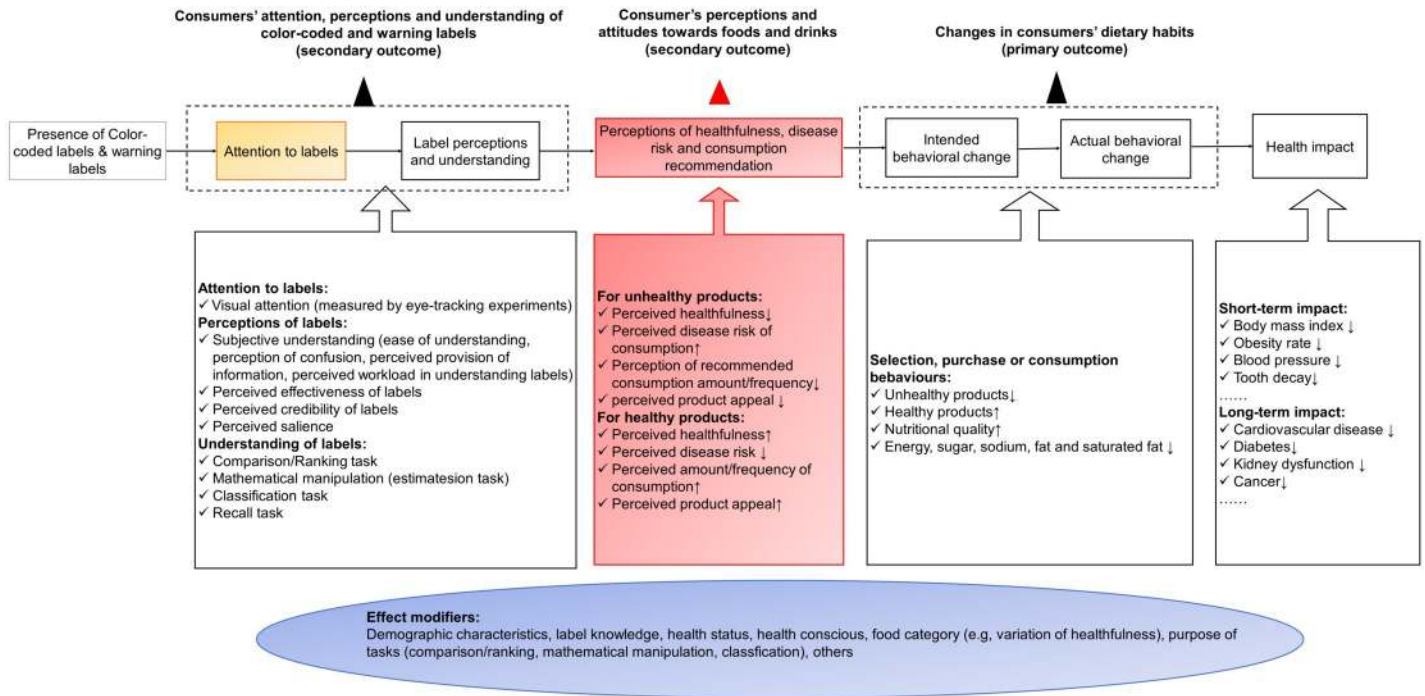 Consumers' attention, perceptions and understanding of
color-coded and warning labels
(secondary outcome)
Consumer's perceptions and
attitudes towards foods and drinks
(secondary outcome)
Changes in consumers' dietary habits
(primary outcome)
Presence of Color-
coded labels & warning
labels
Attention to labels
Label perceptions
and understanding
Perceptions of healthfulness, disease
risk and consumption
recommendation
Intended
behavioral change
Actual behavioral
change
Health impact
Attention to labels:
✓ Visual attention (measured by eye-tracking experiments)
Perceptions of labels:
✓ Subjective understanding (ease of understanding,
perception of confusion, perceived provision of
information, perceived workload in understanding labels)
✓ Perceived effectiveness of labels
✓ Perceived credibility of labels
✓ Perceived salience
Understanding of labels:
✓ Comparison/Ranking task
✓ Mathematical manipulation (estimatesion task)
✓ Classification task
✓ Recall task
For unhealthy products:
✓ Perceived healthfulness↓
✓ Perceived disease risk of
consumption↑
✓ Perception of recommended
consumption amount/frequency↓
✓ perceived product appeal ↓
For healthy products:
✓ Perceived healthfulness↑
✓ Perceived disease risk ↓
✓ Perceived amount/frequency of
consumption↑
✓ Perceived product appeal↑
Selection, purchase or consumption
bebaviours:
✓ Unhealthy products↓
✓ Healthy products↑
✓ Nutritional quality↑
✓ Energy, sugar, sodium, fat and saturated fat ↓
Short-term impact:
✓ Body mass index ↓
✓ Obesity rate ↓
✓ Blood pressure ↓
✓ Tooth decay↓
……
Long-term impact:
✓ Cardiovascular disease ↓
✓ Diabetes↓
✓ Kidney dysfunction ↓
✓ Cancer↓
……
Effect modifiers:
Demographic characteristics, label knowledge, health status, health conscious, food category (e.g, variation of healthfulness), purpose of
tasks (comparison/ranking, mathematical manipulation, classfication), others